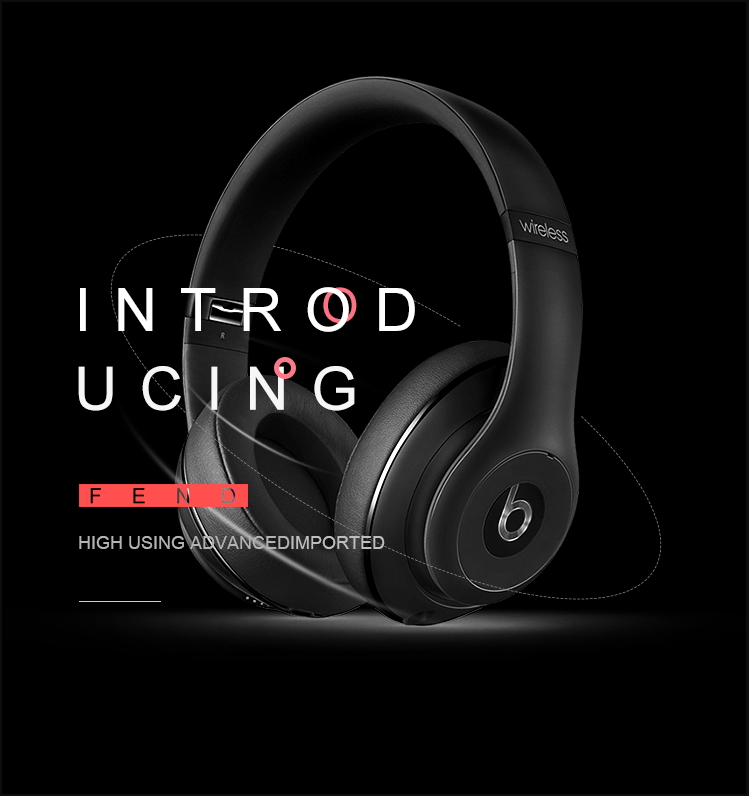 wireless
INTROD
R
UCING
FEND
HIGH USING ADVANCEDIMPORTED
b